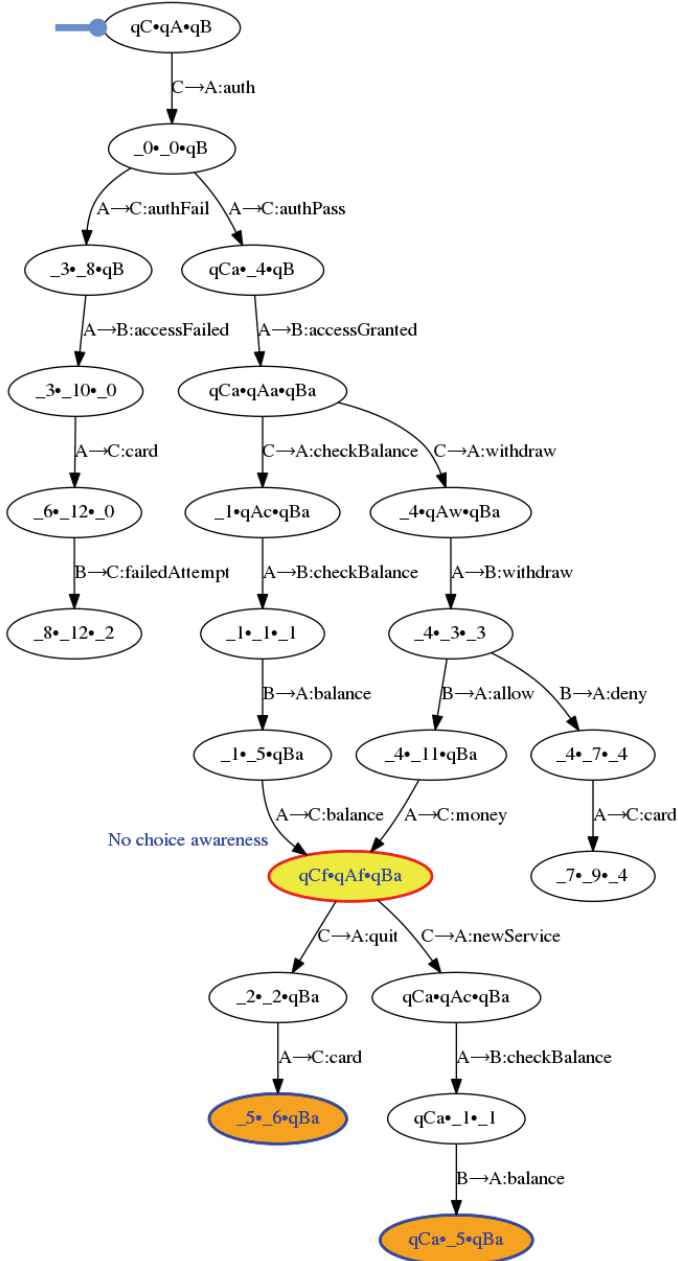 qC•qA•qB
C→A:auth
_0•_0•qB
A→C:authFail
A→C:authPass
_3•_8•qB
qCa•_4•qB
A→B:accessFailed
A→B:accessGranted
_3•_10•_0
qCa•qAa•qBa
A→C:card
C→A:checkBalance
C→A:withdraw
_6•_12•_0
_1•qAc•qBa
_4•qAw•qBa
B→C:failedAttempt
A→B:checkBalance
A→B:withdraw
_8•_12•_2
_1•_1•_1
_4•_3•_3
B→A:balance
B→A:allow
B→A:deny
_1•_5•qBa
_4•_11•qBa
_4•_7•_4
A→C:balance
A→C:money
A→C:card
No choice awareness
qCf•qAf•qBa
_7•_9•_4
C→A:quit
C→A:newService
_2•_2•qBa
qCa•qAc•qBa
A→C:card
A→B:checkBalance
_5•_6•qBa
qCa•_1•_1
B→A:balance
qCa•_5•qBa